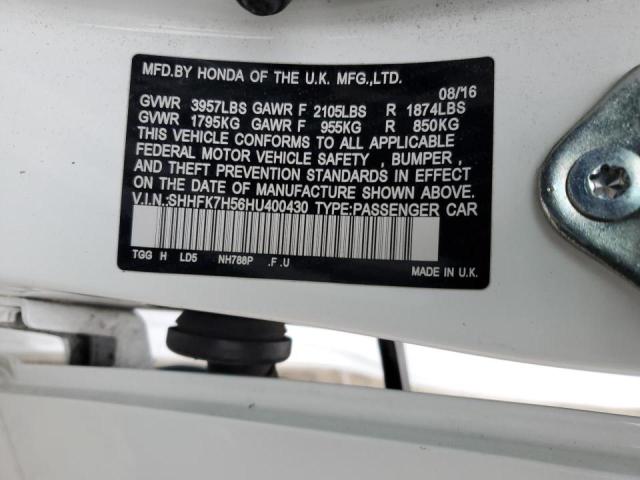 MFD.BY HONDA OF THE U.K. MFG.,LTD.
08/16
GVWR 3957LBS GAWR F 2105LBS R 1874LBS
GVWR 1795KG GAWR F 955KG R 850KG
THIS VEHICLE CONFORMS TO ALL APPLICABLE
FEDERAL MOTOR VEHICLE SAFETY , BUMPER ,
AND THEFT PREVENTION STANDARDS IN EFFECT
ON THE DATE OF MANUFACTURE SHOWN ABOVE.
V.I.N.:SHHFK7H56HU400430 TYPE:PASSENGER CAR
TGG H LD5 NH788P .F .U
MADE IN U.K.